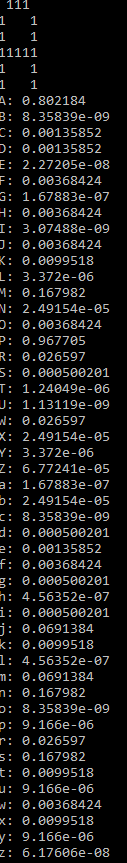 111
1   1
1   1
11111
1   1
1   1
A: 0.802184
B: 8.35839e-09
C: 0.00135852
D: 0.00135852
E: 2.27205e-08
F: 0.00368424
G: 1.67883e-07
H: 0.00368424
I: 3.07488e-09
J: 0.00368424
K: 0.0099518
L: 3.372e-06
M: 0.167982
N: 2.49154e-05
O: 0.00368424
P: 0.967705
R: 0.026597
S: 0.000500201
T: 1.24049e-06
U: 1.13119e-09
W: 0.026597
X: 2.49154e-05
Y: 3.372e-06
Z: 6.77241e-05
a: 1.67883e-07
b: 2.49154e-05
c: 8.35839e-09
d: 0.000500201
e: 0.00135852
f: 0.00368424
g: 0.000500201
h: 4.56352e-07
i: 0.000500201
j: 0.0691384
k: 0.0099518
l: 4.56352e-07
m: 0.0691384
n: 0.167982
o: 8.35839e-09
p: 9.166e-06
r: 0.026597
s: 0.167982
t: 0.0099518
u: 9.166e-06
w: 0.00368424
x: 0.0099518
y: 9.166e-06
z: 6.17606e-08